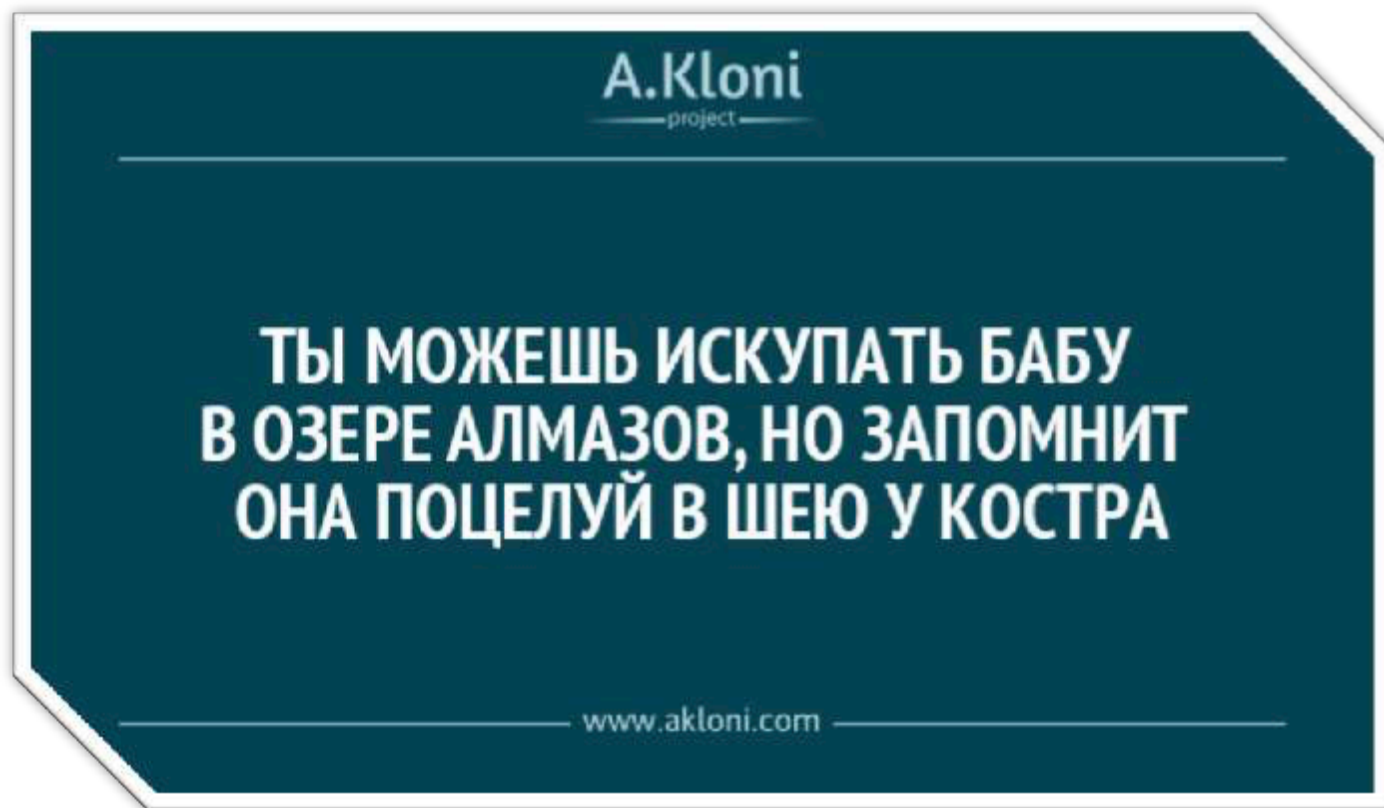 A.Kloni
project
ТЫ МОЖЕШЬ ИСКУПАТЬ БАБУ
В ОЗЕРЕ АЛМАЗОВ, НО ЗАПОМНИТ
ОНА ПОЦЕЛУЙ В ШЕЮ У КОСТРА
www.akloni.com